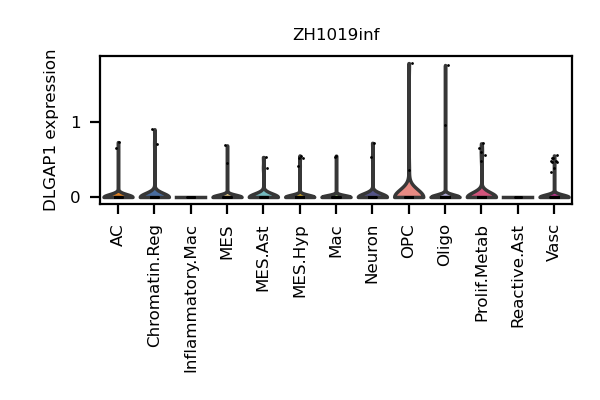 ZH1019inf
DLGAP1 expression
1
0
AC
Chromatin.Reg
Inflammatory.Mac
MES
MES.Ast
MES.Hyp
Mac
Neuron
OPC
Oligo
Prolif.Metab
Reactive.Ast
Vasc